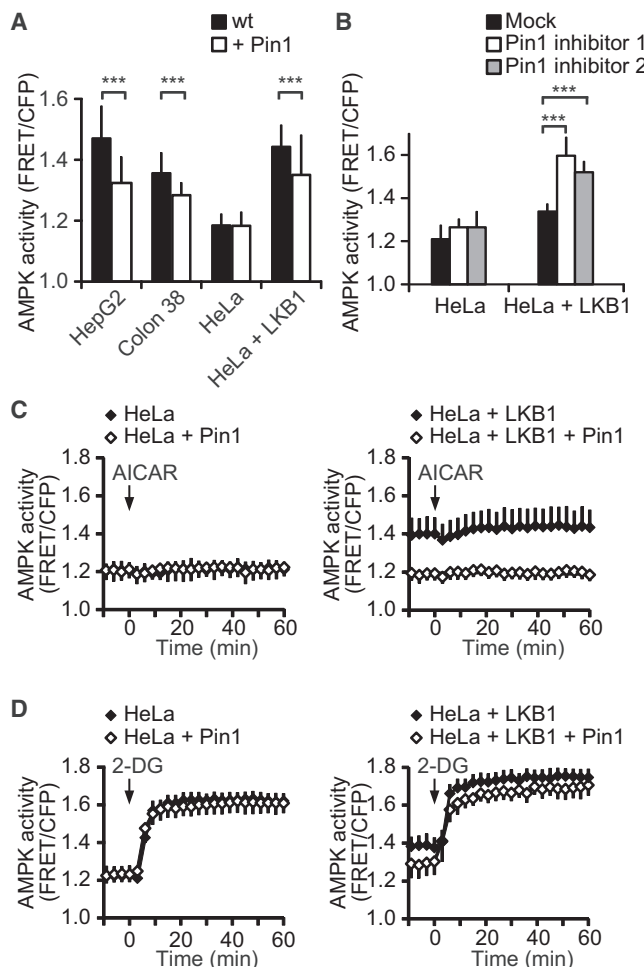 A
wt
+ Pin1
AMPK activity (FRET/CFP)
1.6
1.4
1.2
1.0
***
***
***
HepG2
Colon 38
HeLa
HeLa + LKB1
B
Mock
Pin1 inhibitor 1
Pin1 inhibitor 2
AMPK activity (FRET/CFP)
1.6
1.4
1.2
1.0
***
***
HeLa
HeLa + LKB1
C
HeLa
HeLa + Pin1
AMPK activity
(FRET/CFP)
1.8
1.6
1.4
1.2
1.0
AICAR
0 20 40 60
Time (min)
HeLa + LKB1
HeLa + LKB1 + Pin1
AMPK activity
(FRET/CFP)
1.8
1.6
1.4
1.2
1.0
AICAR
0 20 40 60
Time (min)
D
HeLa
HeLa + Pin1
AMPK activity
(FRET/CFP)
1.8
1.6
1.4
1.2
1.0
2-DG
0 20 40 60
Time (min)
HeLa + LKB1
HeLa + LKB1 + Pin1
AMPK activity
(FRET/CFP)
1.8
1.6
1.4
1.2
1.0
2-DG
0 20 40 60
Time (min)